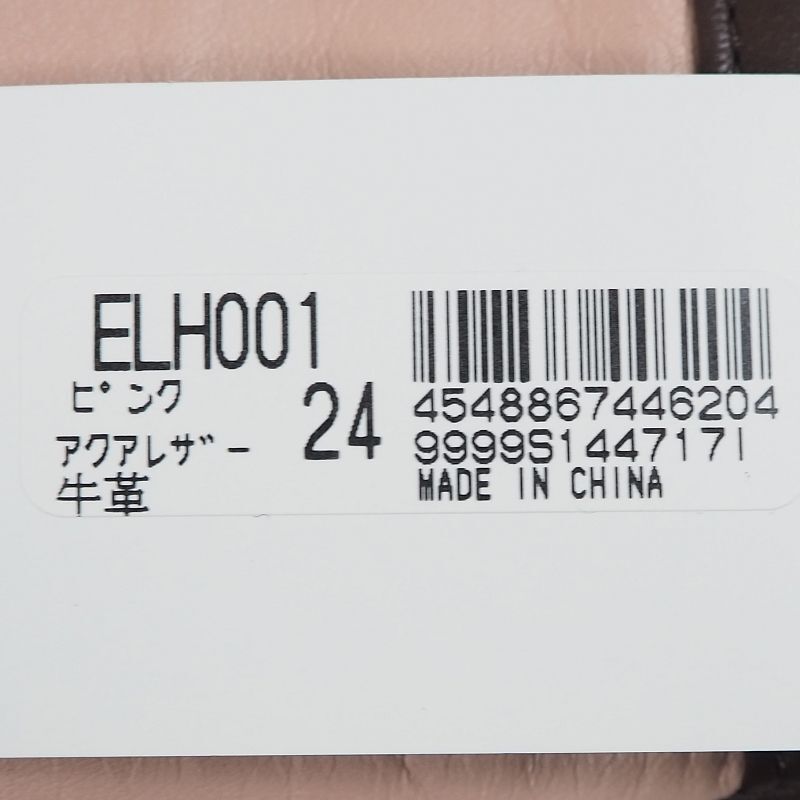 ELH001
ﾋﾟﾝｸ
24
ｱｸｱﾚｻﾞｰ
牛革
4548867446204
9999S1447171
MADE IN CHINA